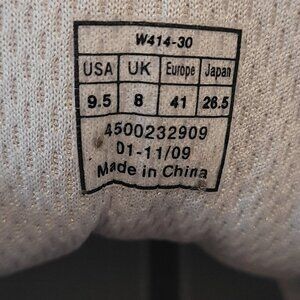 W414-30
USA UK Europe Japan
9.5 8 41 26.5
4500232909
01-11/09
Made in China